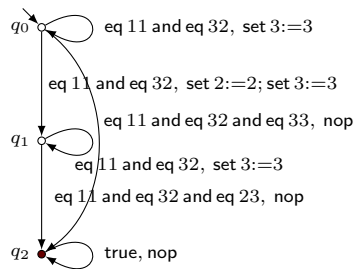 q0 eq 11 and eq 32, set 3:=3
eq 11 and eq 32, set 2:=2; set 3:=3
eq 11 and eq 32 and eq 33, nop
q1
eq 11 and eq 32, set 3:=3
eq 11 and eq 32 and eq 23, nop
q2 true, nop